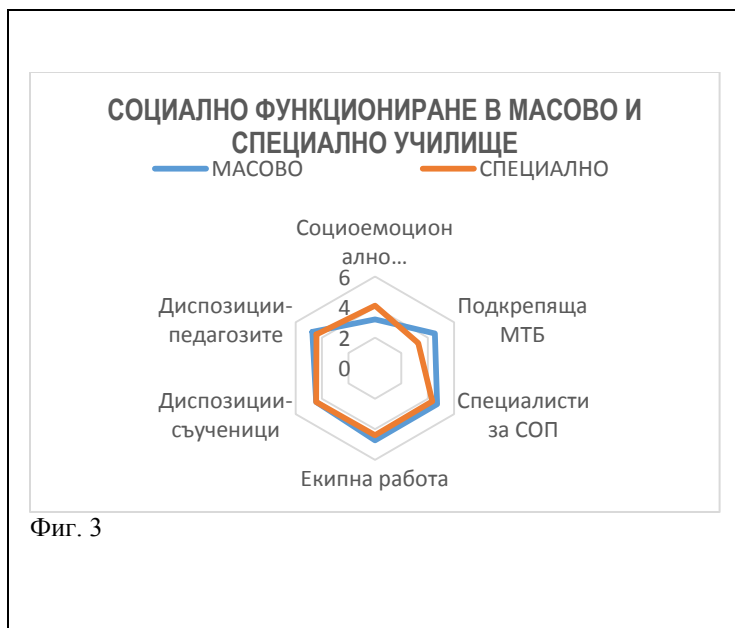 СОЦИАЛНО ФУНКЦИОНИРАНЕ В МАСОВО И
СПЕЦИАЛНО УЧИЛИЩЕ
МАСОВО
СПЕЦИАЛНО
Социоемоцион
ално...
Подкрепяща
МТБ
Специалисти
за СОП
Екипна работа
Диспозиции-
съученици
Диспозиции-
педагозите
6
4
2
0
Фиг. 3